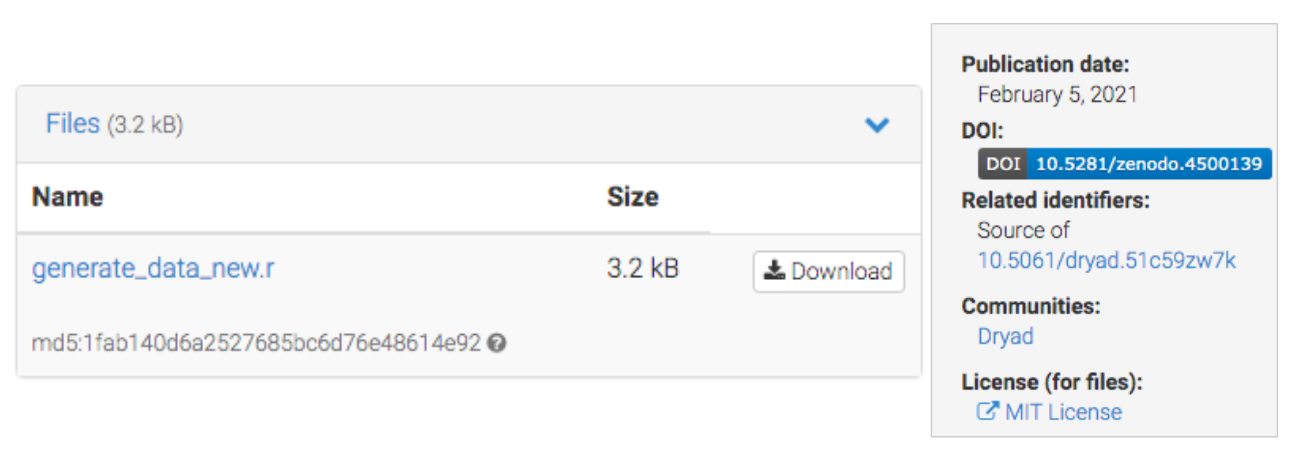 Files (3.2 kB)
Name Size
generate_data_new.r 3.2 kB Download
md5:1fab140d6a2527685bc6d76e48614e92
Publication date:
February 5, 2021
DOI:
DOI 10.5281/zenodo.4500139
Related identifiers:
Source of
10.5061/dryad.51c59zw7k
Communities:
Dryad
License (for files):
MIT License